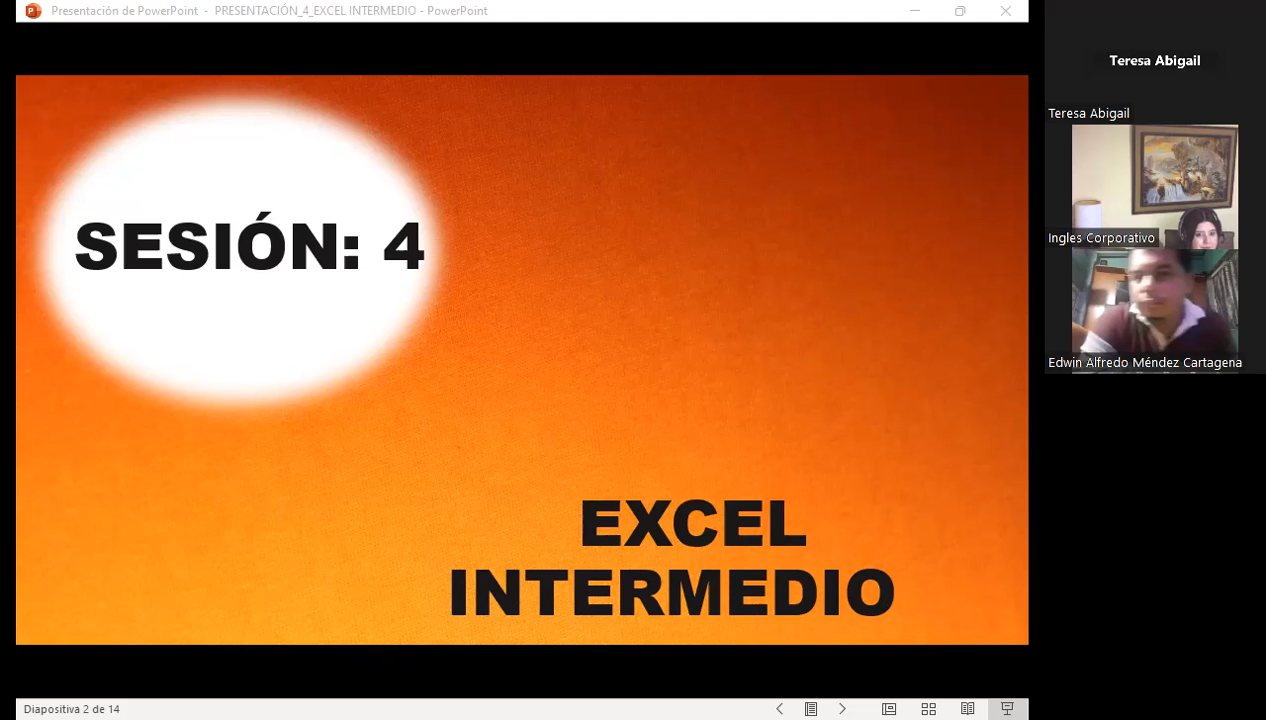 Presentación de PowerPoint - PRESENTACIÓN_4_EXCEL INTERMEDIO - PowerPoint
SESIÓN: 4
EXCEL
INTERMEDIO
Teresa Abigail
Teresa Abigail
Ingles Corporativo
Edwin Alfredo Méndez Cartagena
Diapositiva 2 de 14